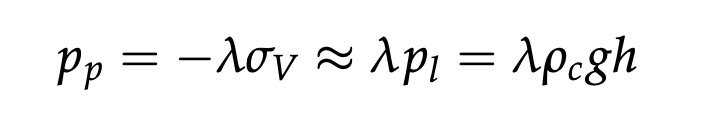 p_p = −λσ_V ≈ λp_l = λρ_c gh